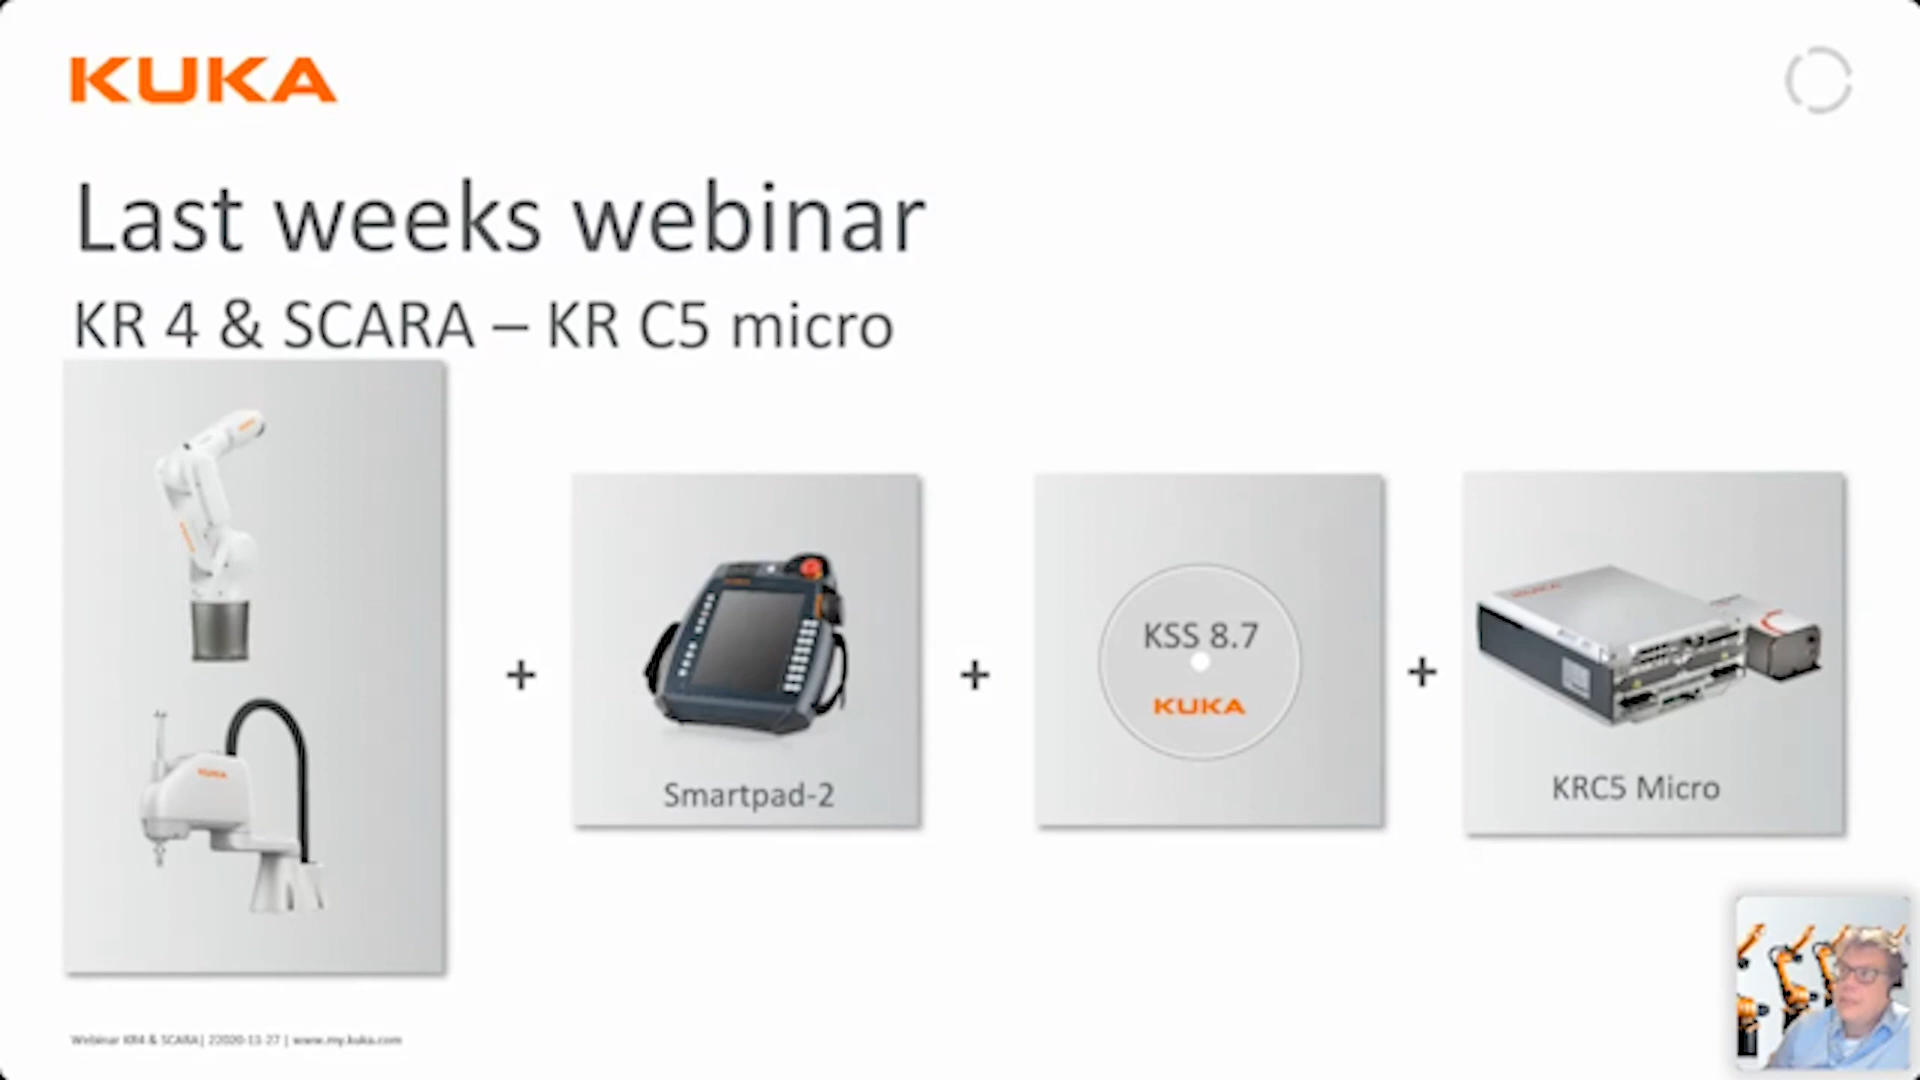 KUKA
Last weeks webinar
KR 4 & SCARA – KR C5 micro
KUKA
+
Smartpad-2
+
KSS 8.7
KUKA
+
KRC5 Micro
Webinar KR4 & SCARA| 22020-11-27 | www.my.kuka.com